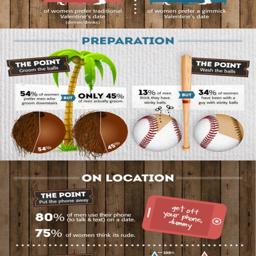 of women prefer traditional
Valentine's date
(dinner/drinks)
of women prefer a gimmick
Valentine's date
PREPARATION
THE POINT
Groom the balls
THE POINT
Wash the balls
54% of women
prefer men who
groom downstairs
BUT
ONLY 45%
of men actually groom.
13% of men
think they have
stinky balls
BUT
34% of women
have been with a
guy with stinky balls
54%
45%
ON LOCATION
THE POINT
Put the phone away
80% of men use their phone
(to talk & text) on a date.
75% of women think its rude.
get off
your phone,
dummy